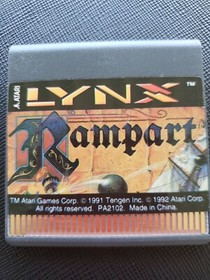 ATARI
LYNX™
Rampart
TM Atari Games Corp. © 1991 Tengen Inc. © 1992 Atari Corp.
All rights reserved. PA2102. Made in China.